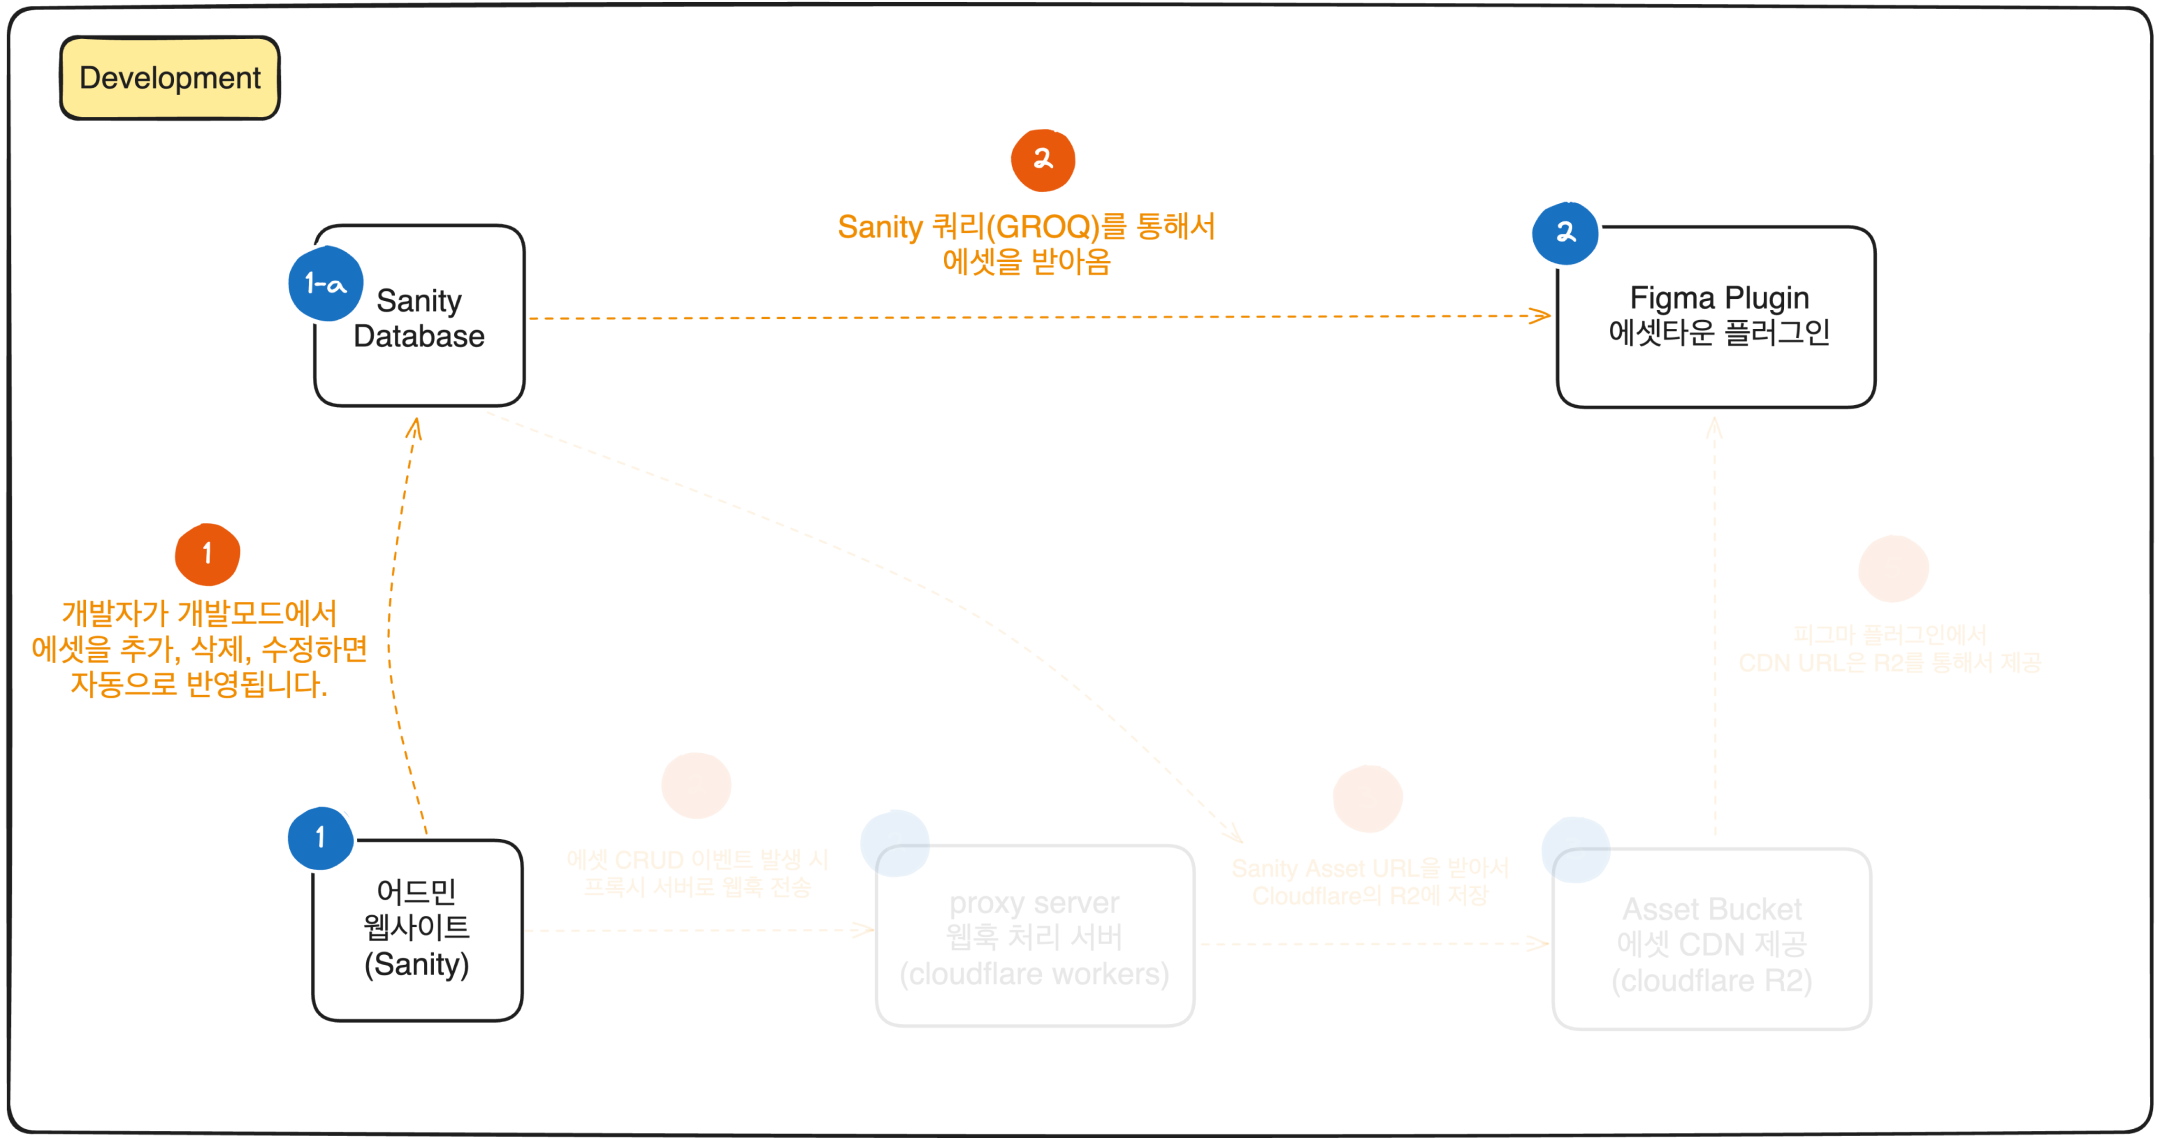 Development
2
Sanity 쿼리(GROQ)를 통해서
에셋을 받아옴
1-a
Sanity
Database
2
Figma Plugin
에셋타운 플러그인
1
개발자가 개발모드에서
에셋을 추가, 삭제, 수정하면
자동으로 반영됩니다.
피그마 플러그인에서
CDN URL은 R2를 통해서 제공
1
어드민
웹사이트
(Sanity)
에셋 CRUD 이벤트 발생 시
프록시 서버로 웹훅 전송
proxy server
웹훅 처리 서버
(cloudflare workers)
Sanity Asset URL을 받아서
Cloudflare의 R2에 저장
Asset Bucket
에셋 CDN 제공
(cloudflare R2)